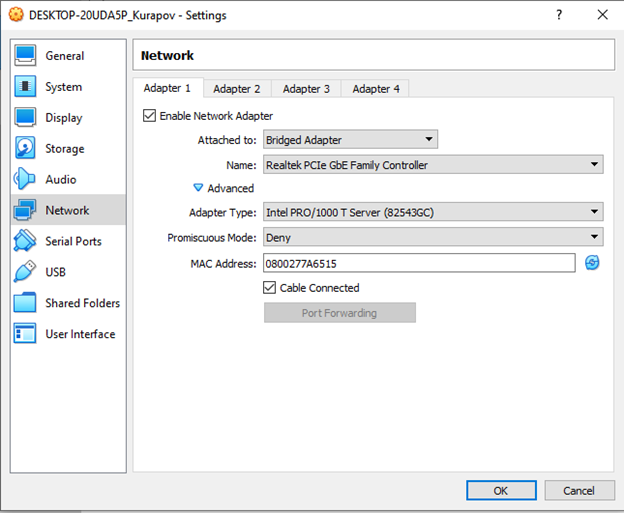 DESKTOP-20UDA5P_Kurapov - Settings
?
General
System
Display
Storage
Audio
Network
Serial Ports
USB
Shared Folders
User Interface
Network
Adapter 1 Adapter 2 Adapter 3 Adapter 4
Enable Network Adapter
Attached to: Bridged Adapter
Name: Realtek PCIe GbE Family Controller
Advanced
Adapter Type: Intel PRO/1000 T Server (82543GC)
Promiscuous Mode: Deny
MAC Address: 0800277A6515
Cable Connected
Port Forwarding
OK Cancel